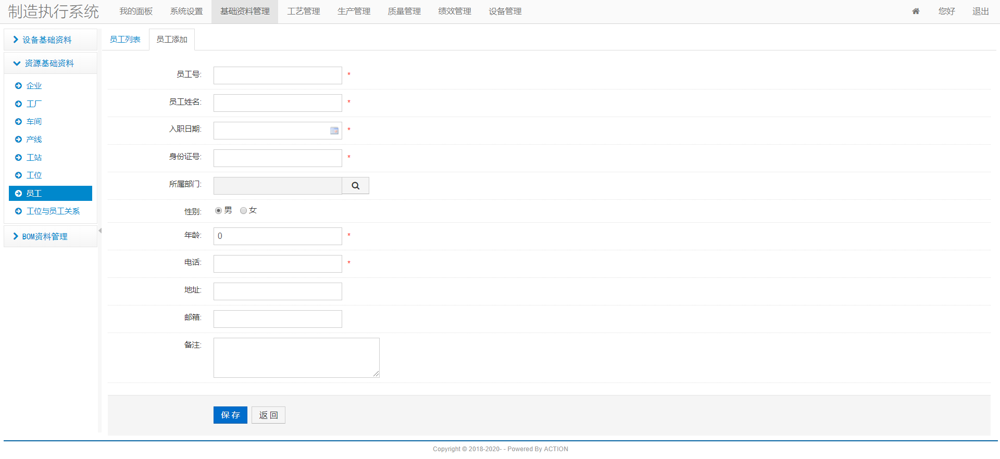 制造执行系统 我的面板 系统设置 基础资料管理 工艺管理 生产管理 质量管理 绩效管理 设备管理 您好 退出
设备基础资料
资源基础资料
企业
工厂
车间
产线
工站
工位
员工
工位与员工关系
BOM资料管理
员工列表 员工添加
员工号: *
员工姓名: *
入职日期: *
身份证号: *
所属部门:
性别: 男 女
年龄: 0 *
电话: *
地址:
邮箱:
备注:
保存 返回
Copyright © 2018-2020- - Powered By ACTION